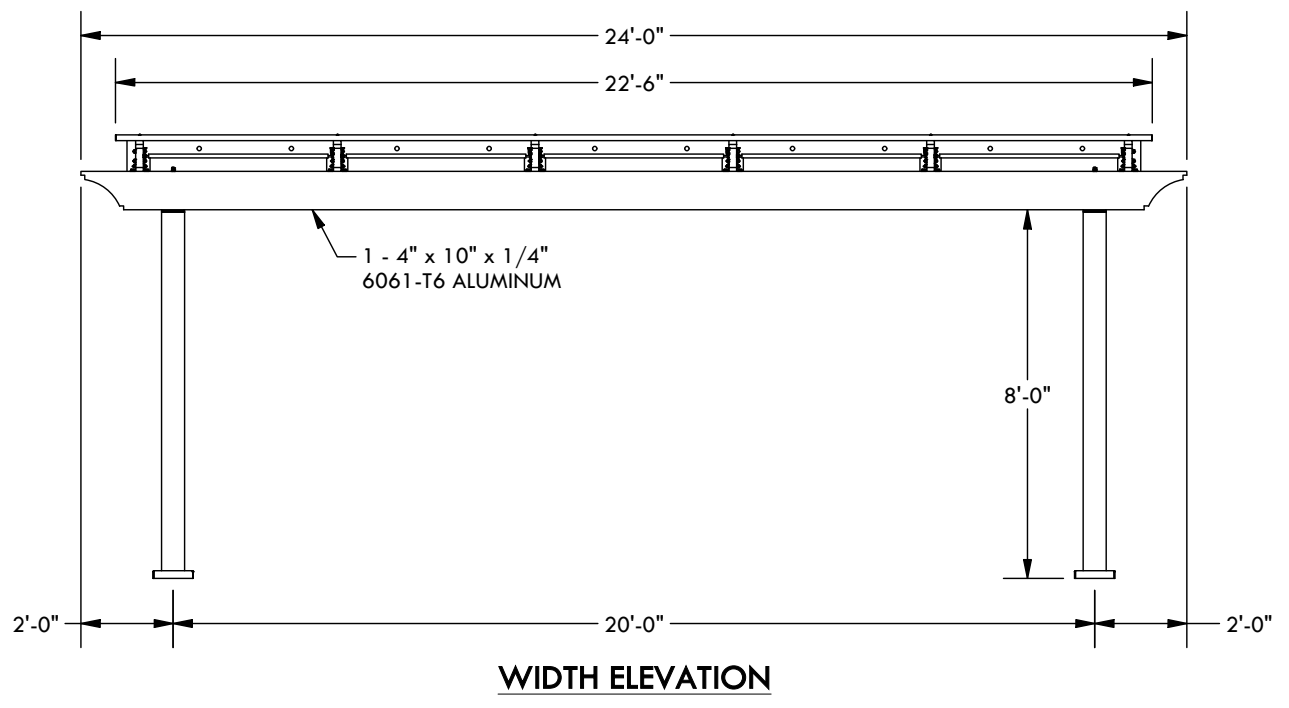 24'-0"
22'-6"
1 - 4" x 10" x 1/4"
6061-T6 ALUMINUM
8'-0"
2'-0"
20'-0"
2'-0"
WIDTH ELEVATION